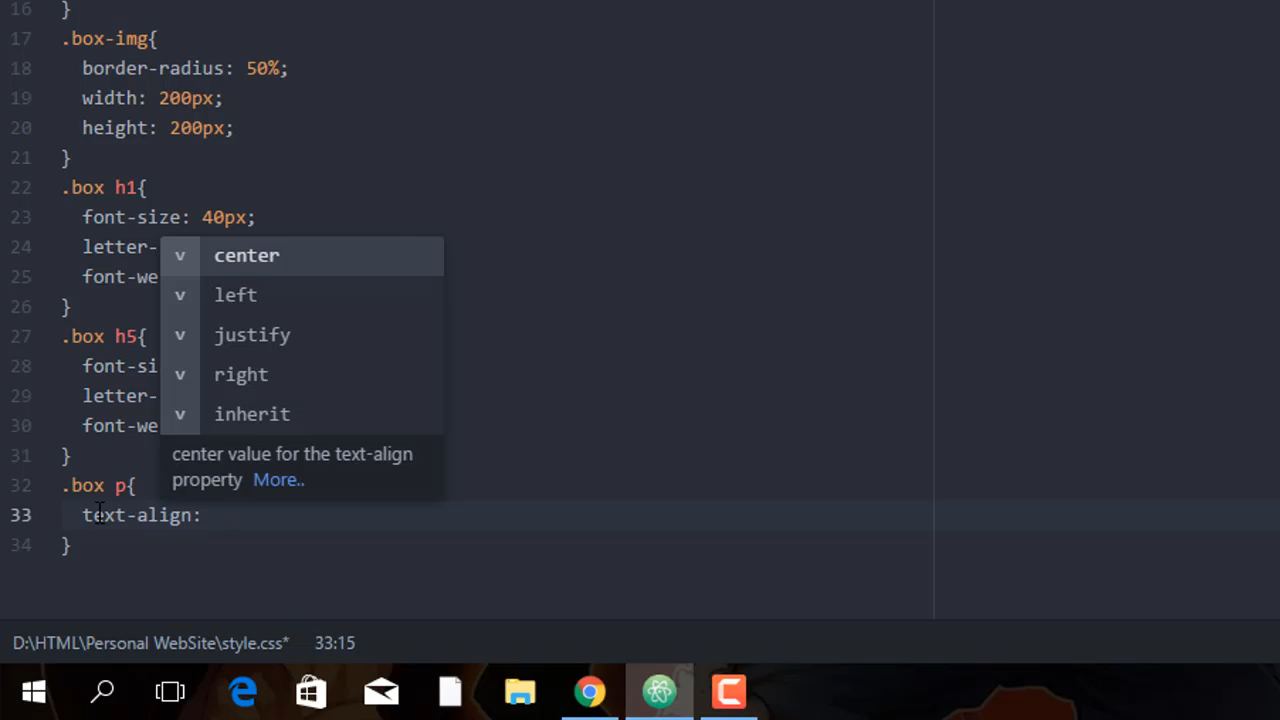 16 }
17 .box-img{
18 border-radius: 50%;
19 width: 200px;
20 height: 200px;
21 }
22 .box h1{
23 font-size: 40px;
24 letter-
25 font-we
26 }
27 .box h5{
28 font-si
29 letter-
30 font-we
31 }
32 .box p{
33 text-align:
34 }
v center
v left
v justify
v right
v inherit
center value for the text-align
property More..
D:\HTML\Personal WebSite\style.css* 33:15